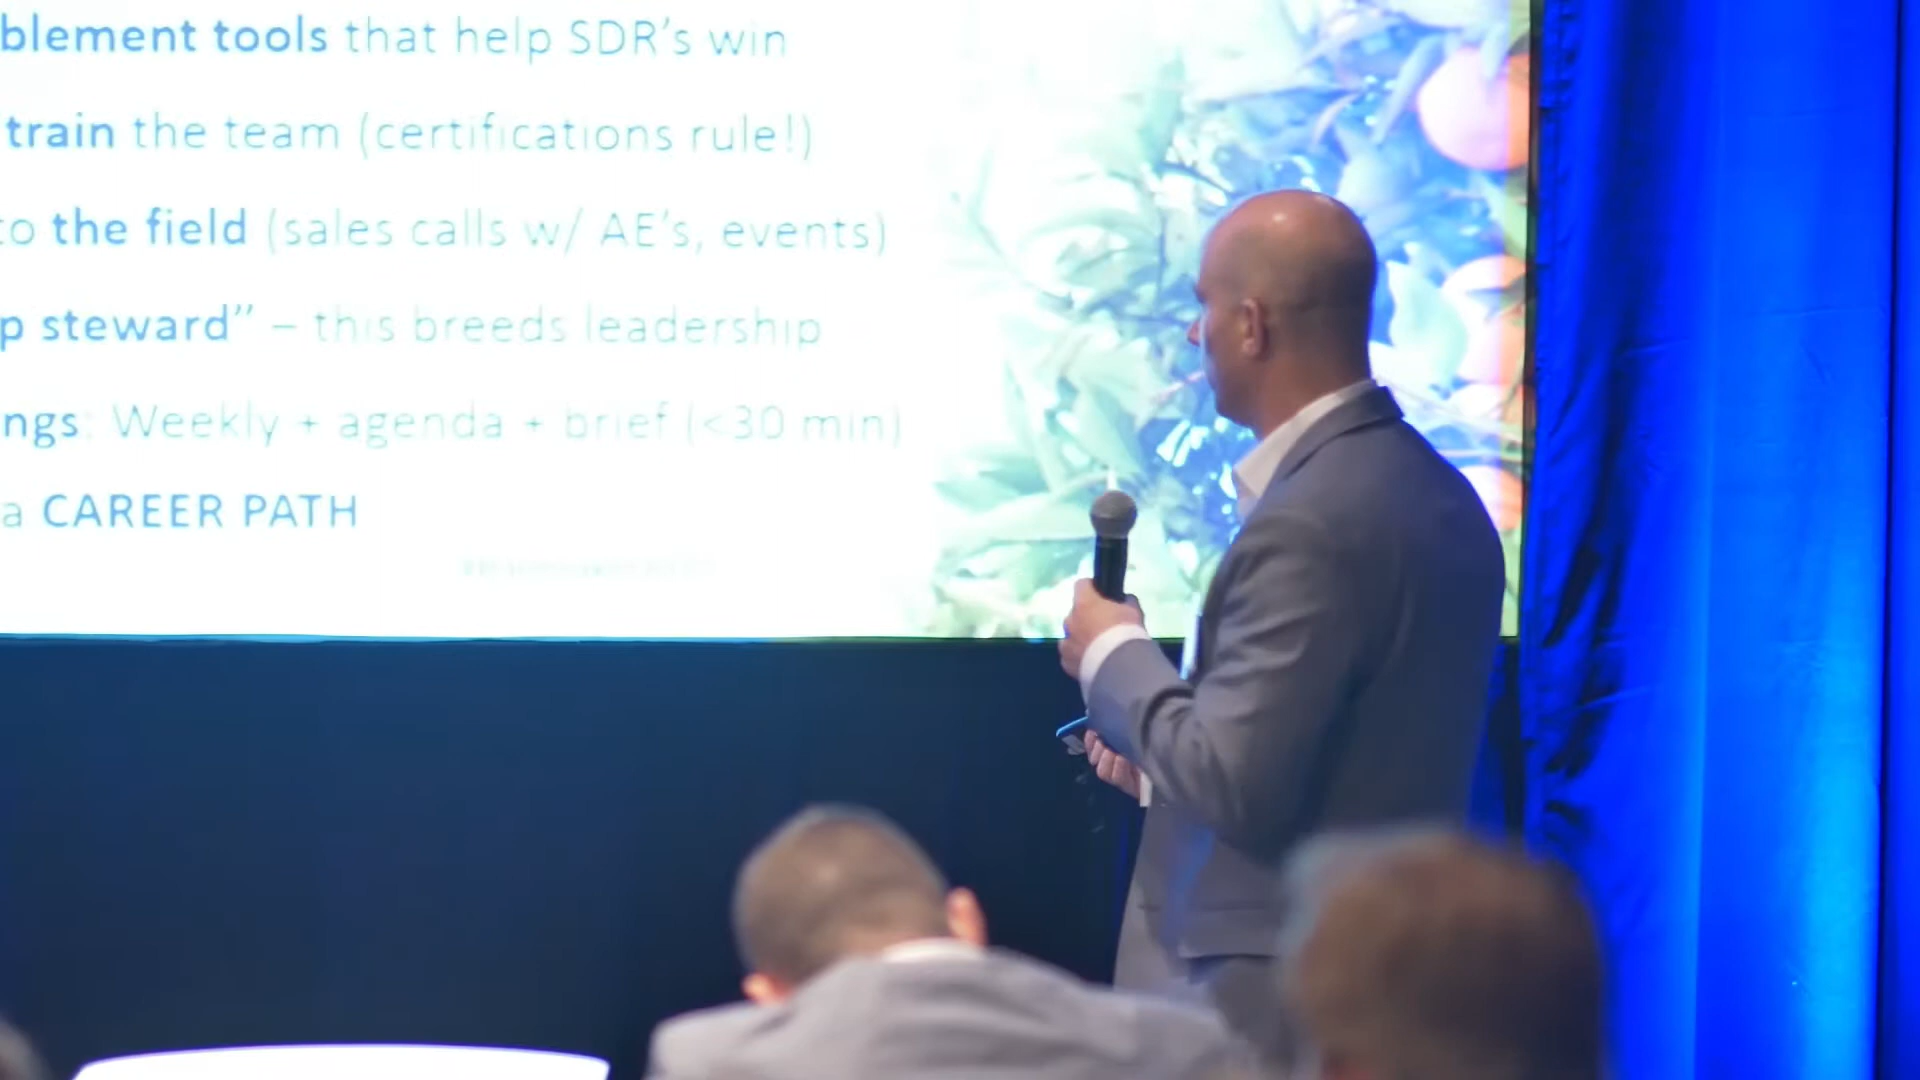 blement tools that help SDR's win
train the team (certifications rule!)
to the field (sales calls w/ AE's, events)
p steward” – this breeds leadership
ngs: Weekly + agenda + brief (<30 min)
a CAREER PATH